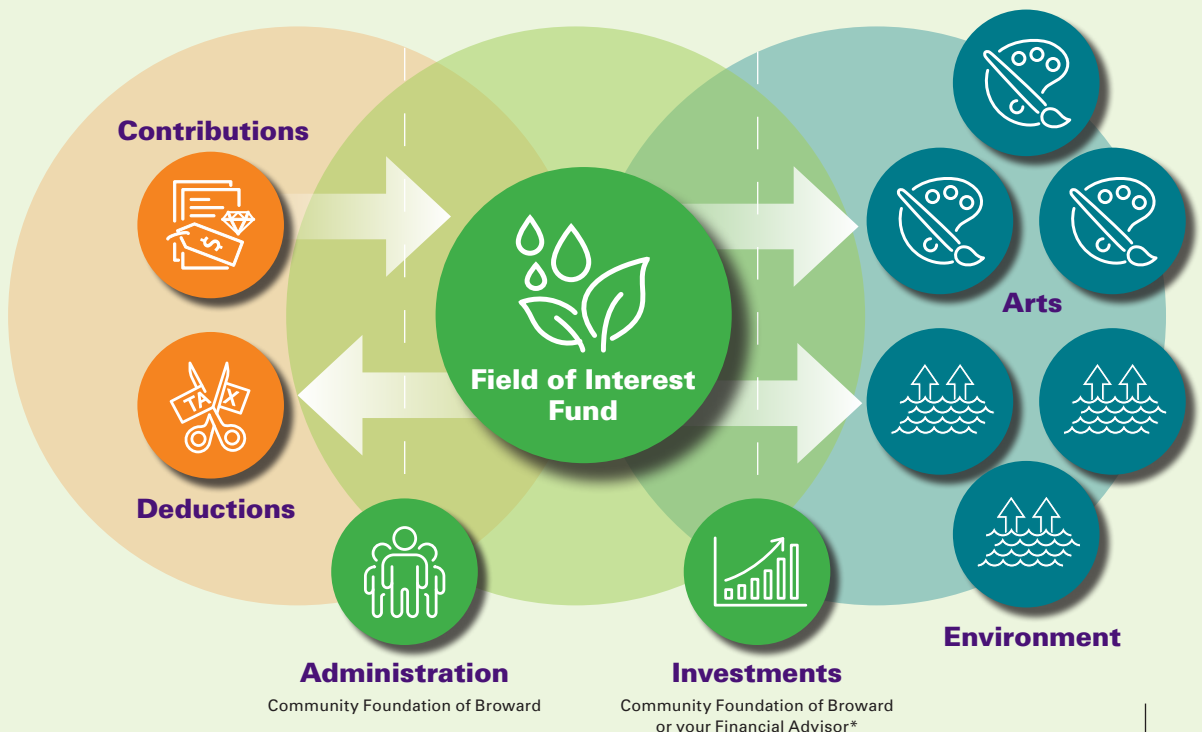 Contributions
$
TAX
Deductions
Field of Interest
Fund
Arts
Environment
Administration
Community Foundation of Broward
Investments
Community Foundation of Broward
or your Financial Advisor*